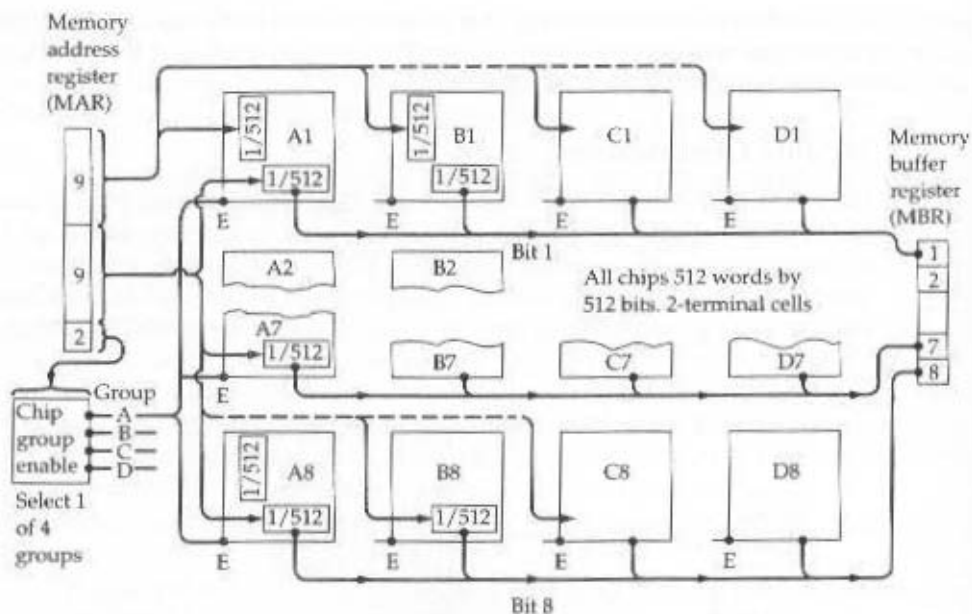 Memory
address
register
(MAR)
9
9
2
1/512
A1
1/512
E
1/512
B1
1/512
E
C1
E
D1
E
Memory
buffer
register
(MBR)
1
2
7
8
Bit 1
A2
B2
All chips 512 words by
512 bits. 2-terminal cells
A7
1/512
E
B7
C7
D7
Group
Chip
group
enable
A
B
C
D
Select 1
of 4
groups
1/512
A8
1/512
E
B8
1/512
E
C8
E
D8
E
Bit 8